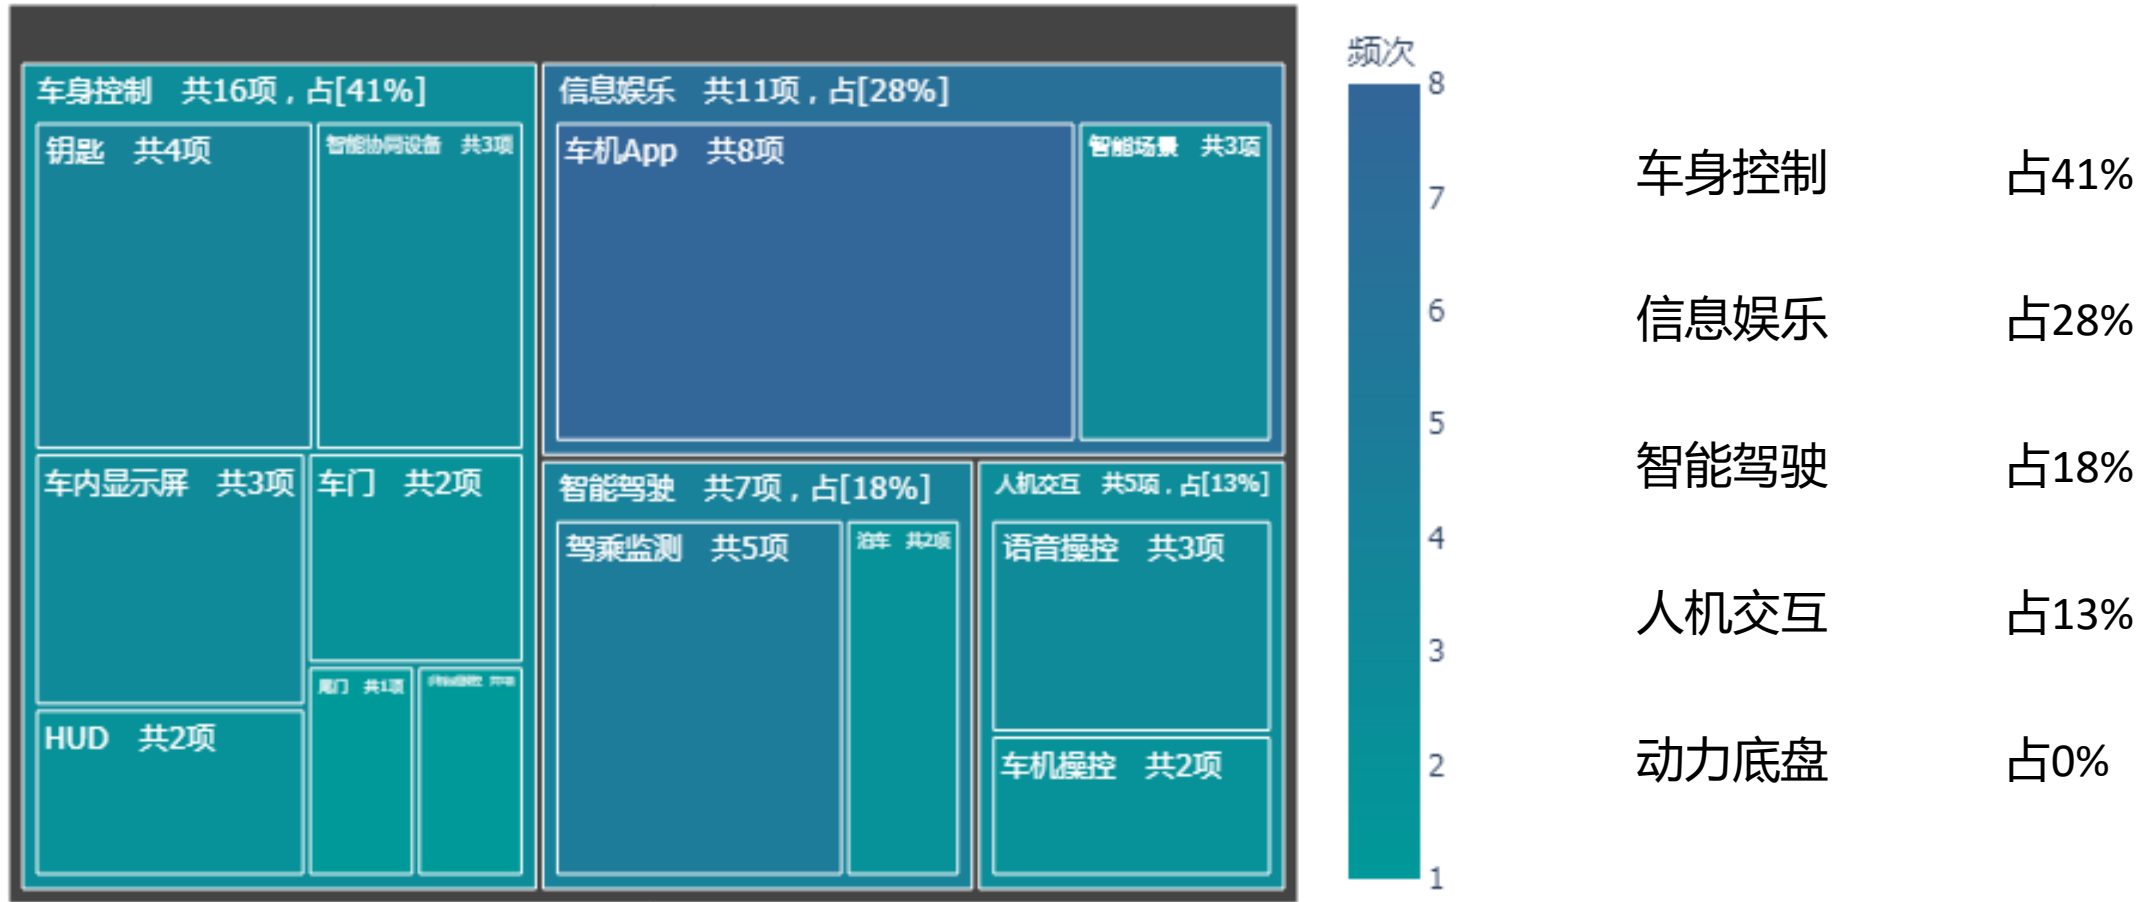 车身控制 共16项，占[41%]
钥匙 共4项
智能协同设备 共3项
车内显示屏 共3项
车门 共2项
HUD 共2项
尾门 共1项
信息娱乐 共11项，占[28%]
车机App 共8项
智能场景 共3项
智能驾驶 共7项，占[18%]
驾乘监测 共5项
泊车 共2项
人机交互 共5项，占[13%]
语音操控 共3项
车机操控 共2项
频次
8
7
6
5
4
3
2
1
车身控制 占41%
信息娱乐 占28%
智能驾驶 占18%
人机交互 占13%
动力底盘 占0%